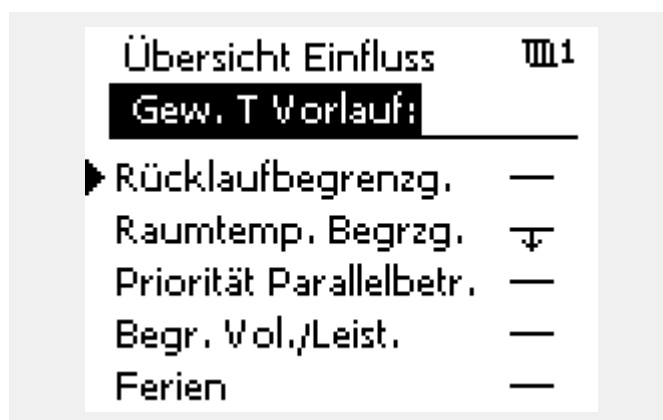 Übersicht Einfluss 1
Gew. T Vorlauf:
Rücklaufbegrenzg. —
Raumtemp. Begrzg.
Priorität Parallelbetr. —
Begr. Vol./Leist. —
Ferien —